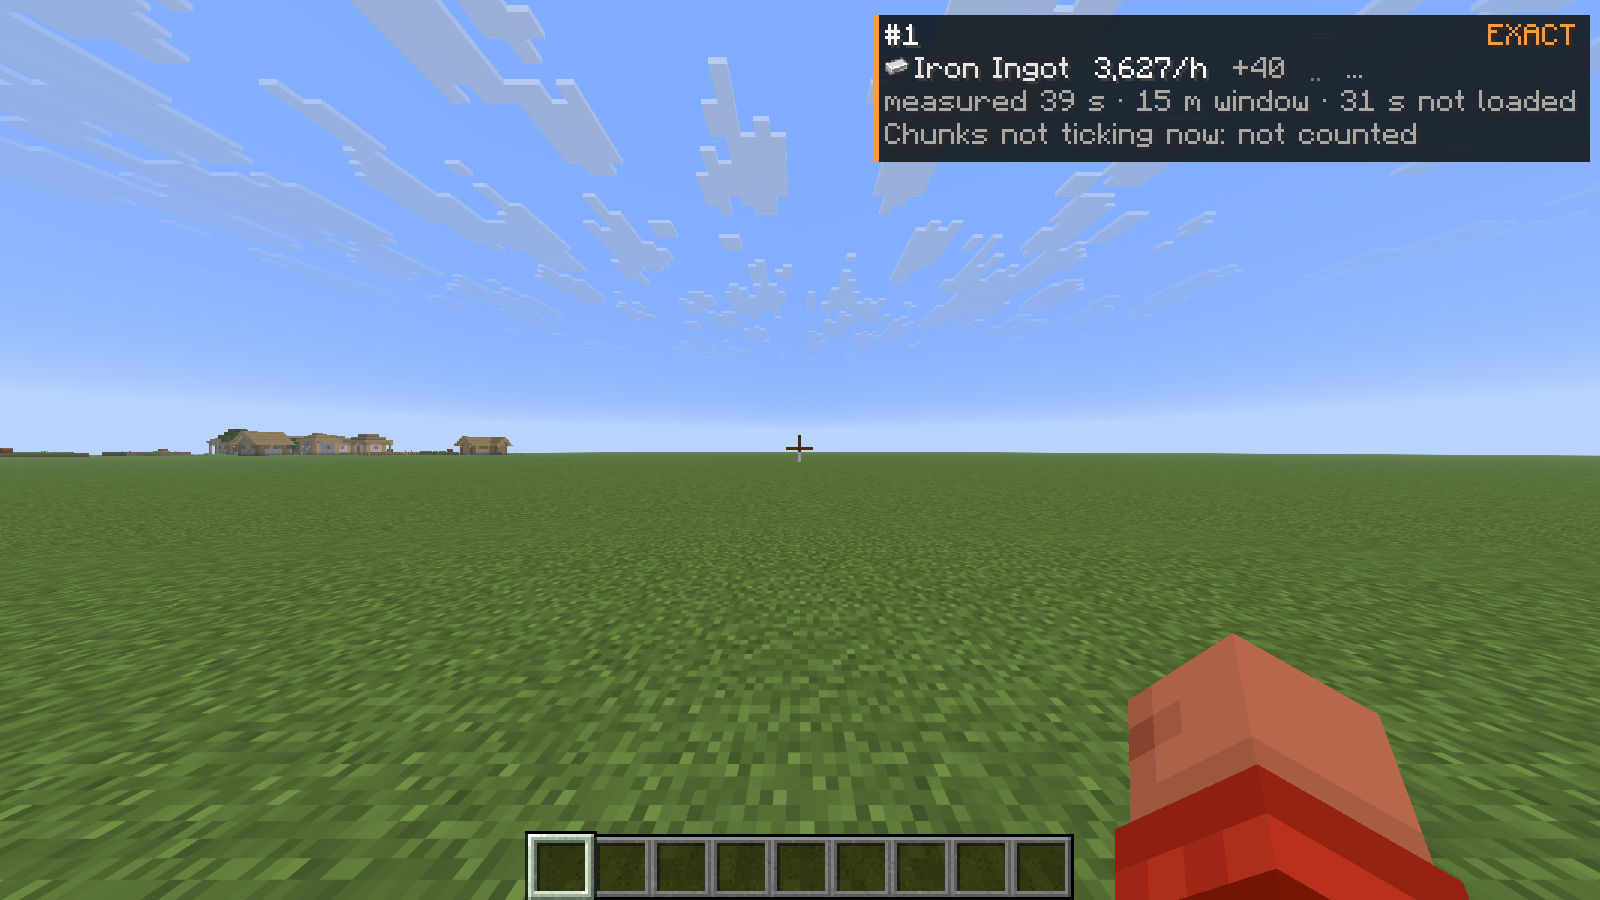 #1 EXACT
Iron Ingot 3,627/h +40 .. ...
measured 39 s · 15 m window · 31 s not loaded
Chunks not ticking now: not counted